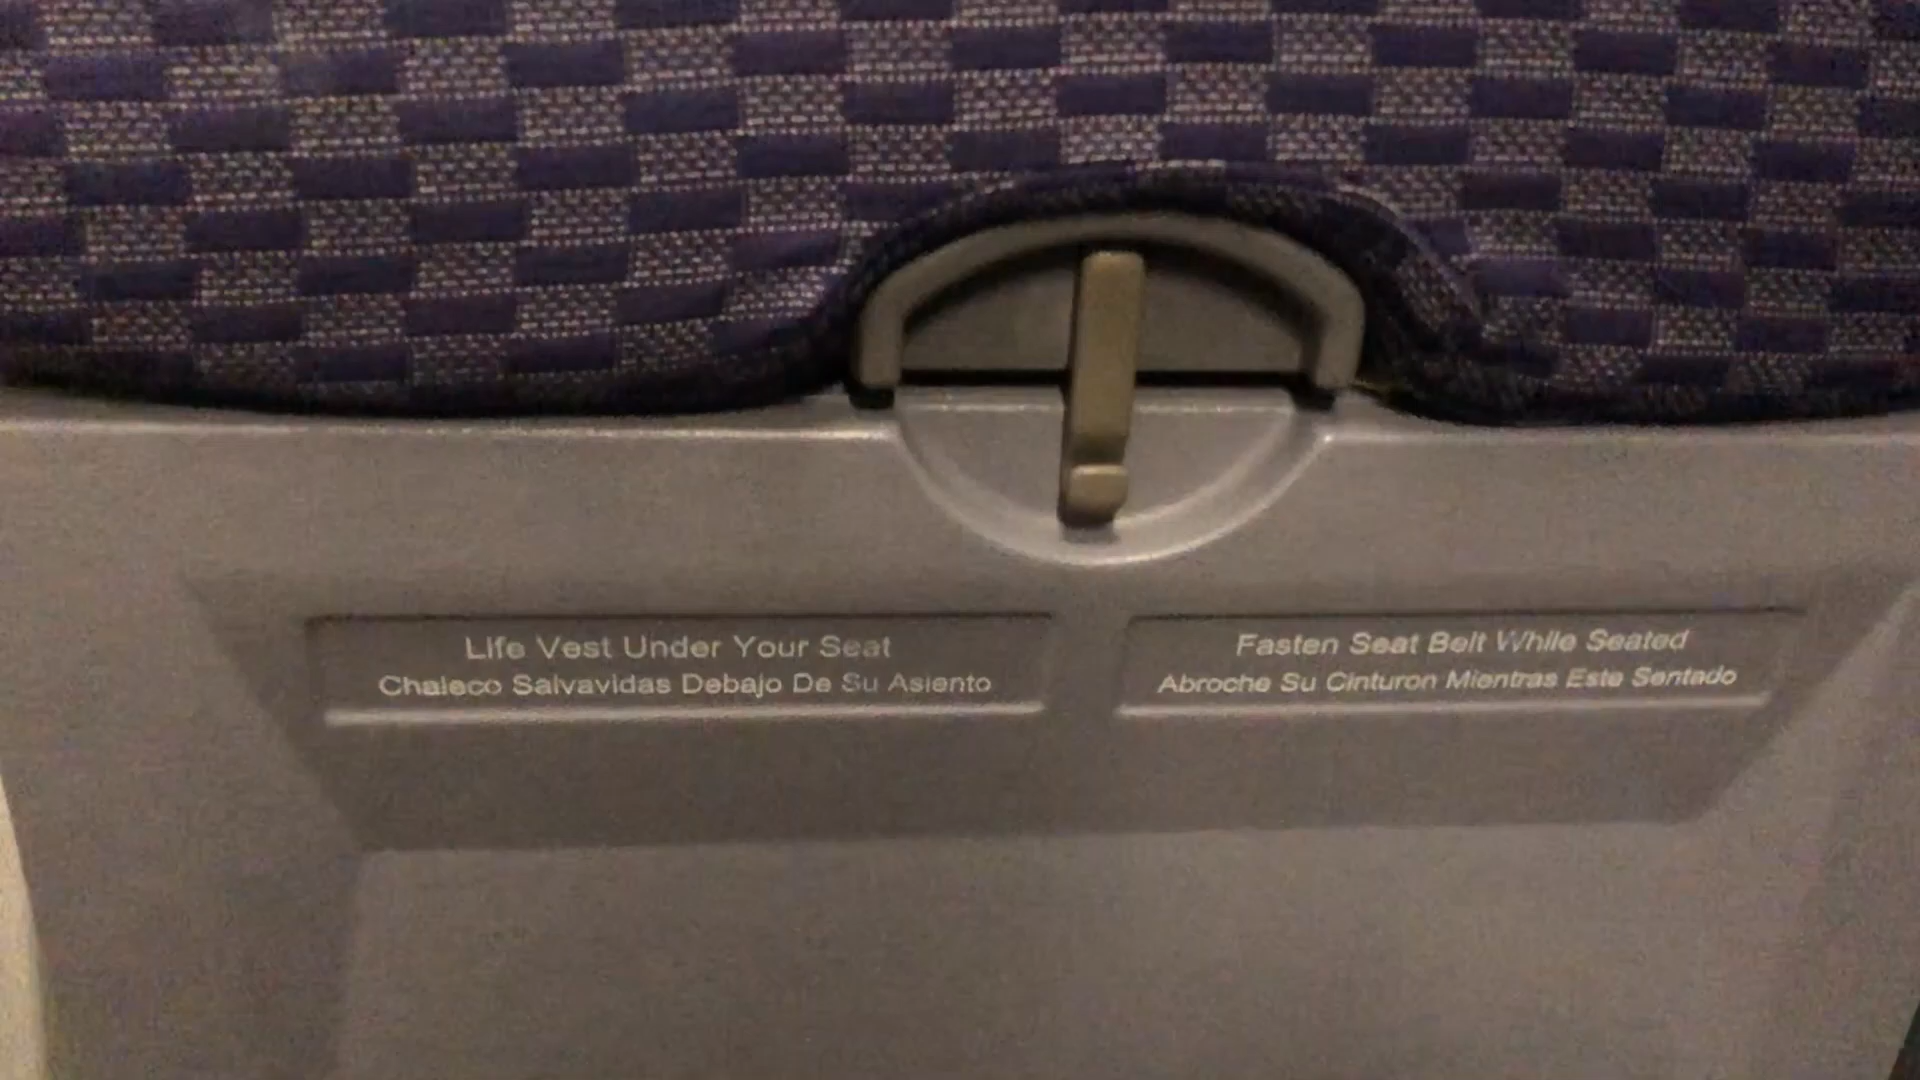 Life Vest Under Your Seat
Chaleco Salvavidas Debajo De Su Asiento
Fasten Seat Belt While Seated
Abroche Su Cinturon Mientras Este Sentado